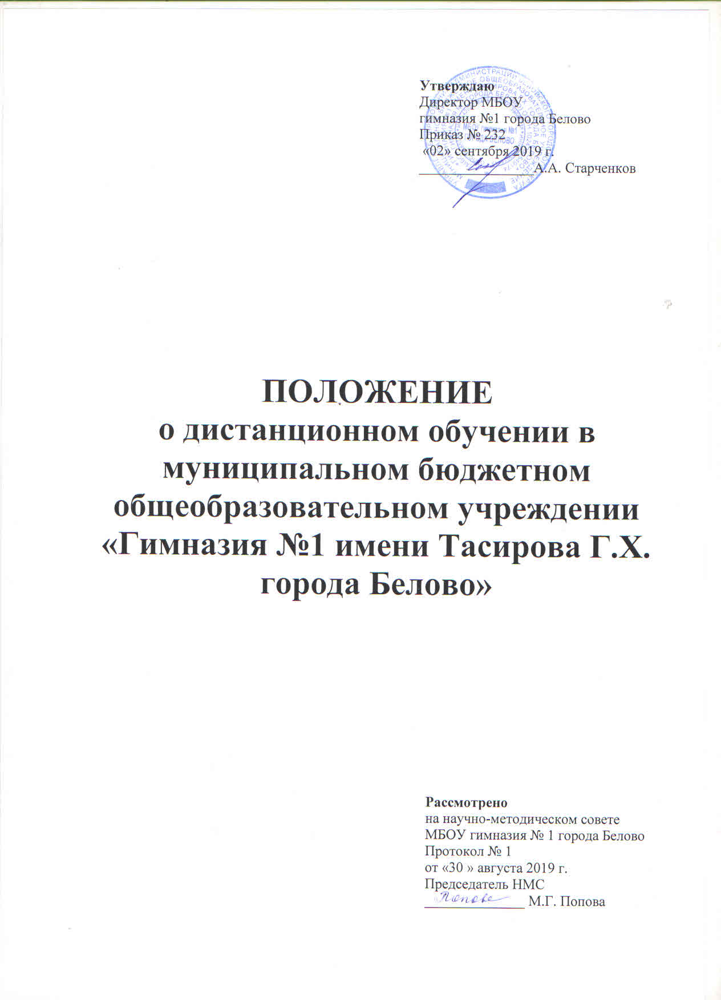 Утверждаю
Директор МБОУ
гимназия №1 города Белово
Приказ № 232
«02» сентября 2019 г.
А.А. Старченков
ПОЛОЖЕНИЕ
о дистанционном обучении в
муниципальном бюджетном
общеобразовательном учреждении
«Гимназия №1 имени Тасирова Г.Х.
города Белово»
Рассмотрено
на научно-методическом совете
МБОУ гимназия № 1 города Белово
Протокол № 1
от «30 » августа 2019 г.
Председатель НМС
Попова М.Г. Попова